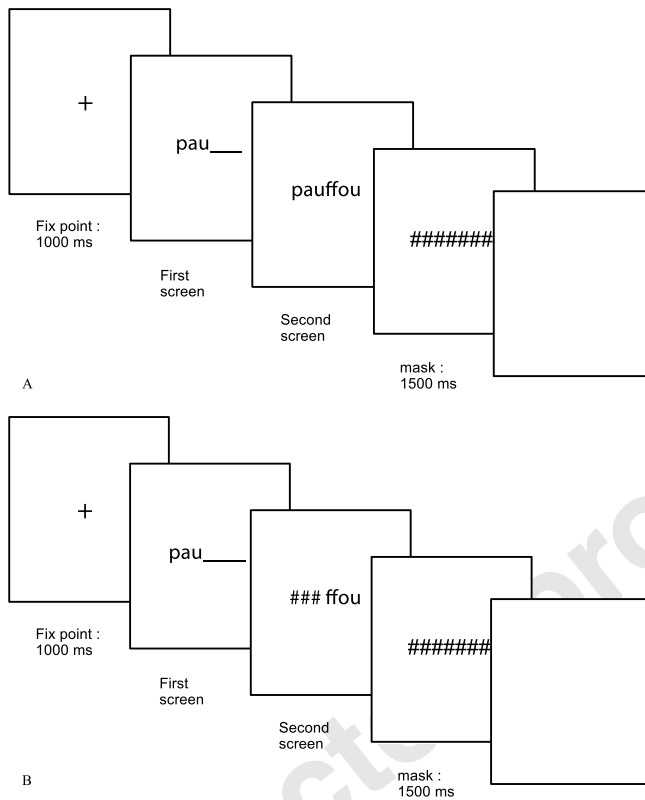 +
pau___
pauffou
#######
Fix point :
1000 ms
First
screen
Second
screen
mask :
1500 ms
A
+
pau____
### ffou
#######
Fix point :
1000 ms
First
screen
Second
screen
mask :
1500 ms
B